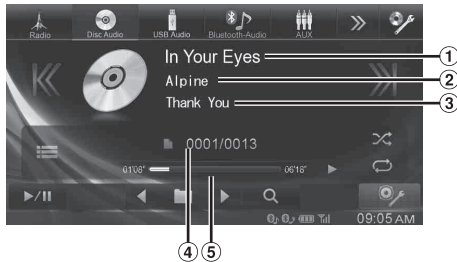 Radio Disc Audio USB Audio Bluetooth-Audio AUX
In Your Eyes 1
Alpine 2
Thank You 3
0001/0013
01'08" 06'18"
09:05 AM
4 5